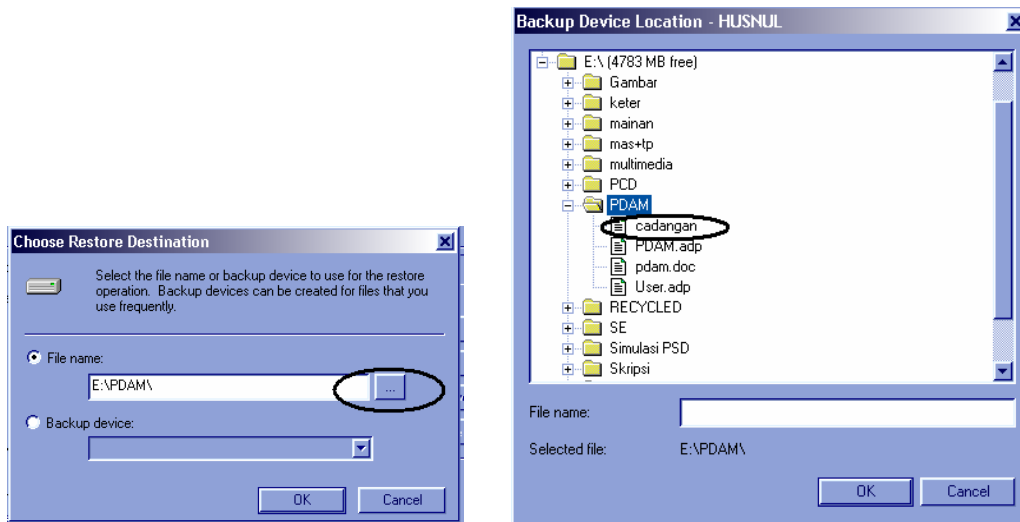 Choose Restore Destination
Select the file name or backup device to use for the restore
operation. Backup devices can be created for files that you
use frequently.
File name:
E:\PDAM\
...
Backup device:
OK
Cancel
Backup Device Location - HUSNUL
E:\ (4783 MB free)
Gambar
keter
mainan
mas+tp
multimedia
PCD
PDAM
cadangan
PDAM.adp
pdam.doc
User.adp
RECYCLED
SE
Simulasi PSD
Skripsi
File name:
Selected file: E:\PDAM\
OK
Cancel